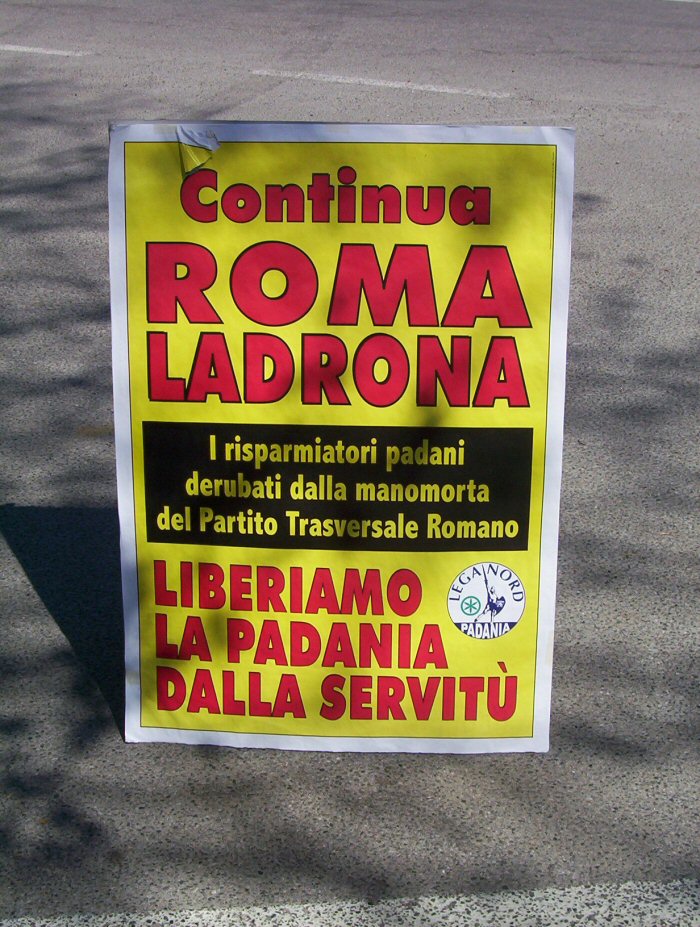 Continua
ROMA
LADRONA
I risparmiatori padani
derubati dalla manomorta
del Partito Trasversale Romano
LIBERIAMO
LA PADANIA
DALLA SERVITÙ
LEGA NORD
PADANIA